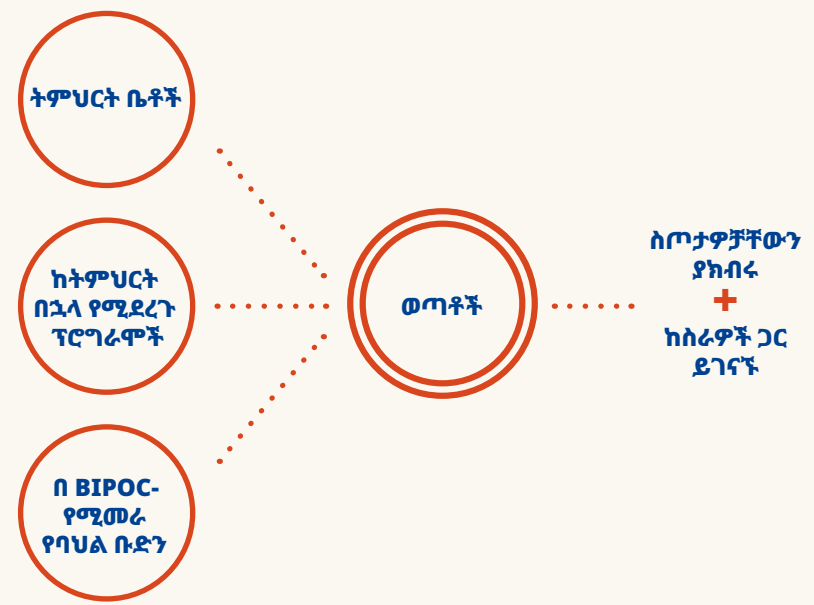 ትምህርት ቤቶች
ከትምህርት
በኋላ የሚደረጉ
ፕሮግራሞች
በ BIPOC-
የሚመራ
የባህል ቡድን
ወጣቶች
ስጦታዎቻቸውን
ያክብሩ
+
ከስራዎች ጋር
ይገናኙ